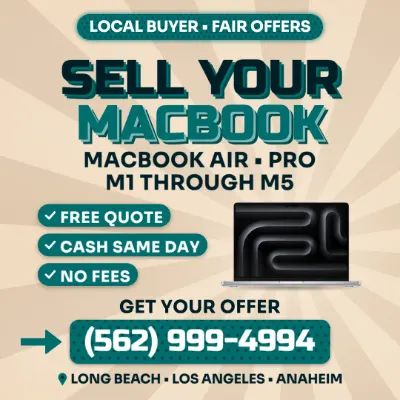 LOCAL BUYER ▪ FAIR OFFERS
SELL YOUR
MACBOOK
MACBOOK AIR ▪ PRO
M1 THROUGH M5
FREE QUOTE
CASH SAME DAY
NO FEES
GET YOUR OFFER
(562) 999-4994
LONG BEACH ▪ LOS ANGELES ▪ ANAHEIM